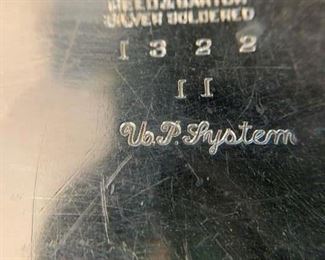 REED & BARTON
SILVER SOLDERED
1322
II
U.P. System